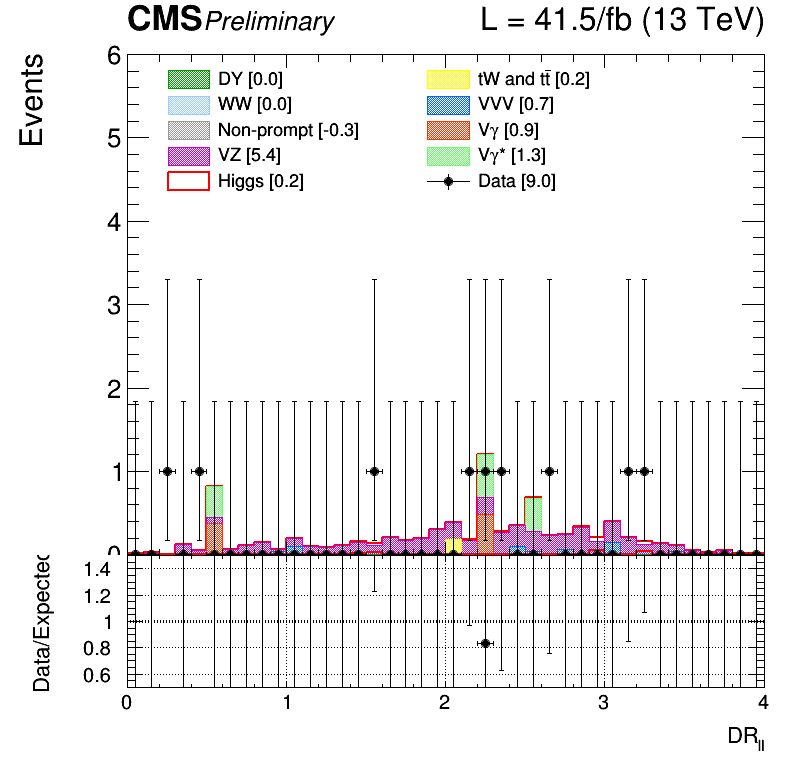 CMS Preliminary L = 41.5/fb (13 TeV)
Events
6
5
4
3
2
1
0
DY [0.0]
WW [0.0]
Non-prompt [-0.3]
VZ [5.4]
Higgs [0.2]
tW and tt̄ [0.2]
VVV [0.7]
Vγ [0.9]
Vγ* [1.3]
Data [9.0]
Data/Expected
1.4
1.2
1
0.8
0.6
0 1 2 3 4
DR_ll